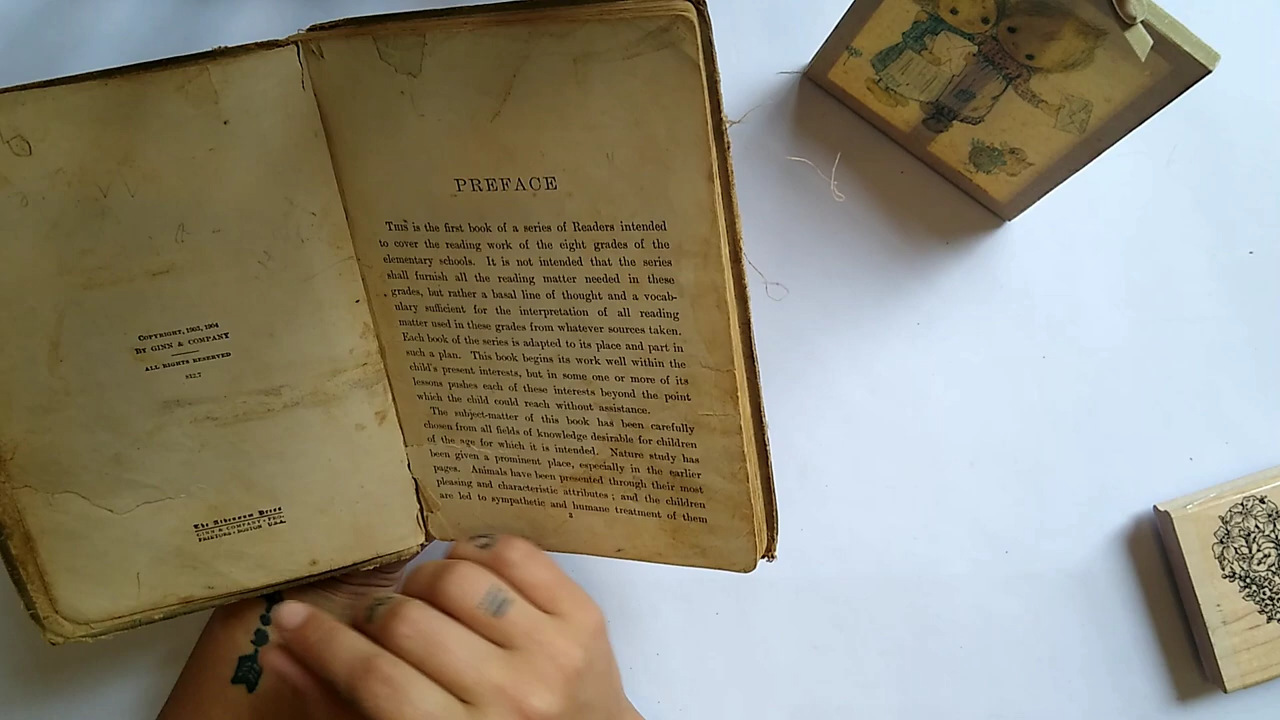 COPYRIGHT, 1903, 1904
BY GINN & COMPANY
ALL RIGHTS RESERVED
812.7
The Athenæum Press
GINN & COMPANY · PRO-
PRIETORS · BOSTON · U.S.A.
PREFACE
THIS is the first book of a series of Readers intended
to cover the reading work of the eight grades of the
elementary schools. It is not intended that the series
shall furnish all the reading matter needed in these
grades, but rather a basal line of thought and a vocab-
ulary sufficient for the interpretation of all reading
matter used in these grades from whatever sources taken.
Each book of the series is adapted to its place and part in
such a plan. This book begins its work well within the
child's present interests, but in some one or more of its
lessons pushes each of these interests beyond the point
which the child could reach without assistance.
The subject-matter of this book has been carefully
chosen from all fields of knowledge desirable for children
of the age for which it is intended. Nature study has
been given a prominent place, especially in the earlier
pages. Animals have been presented through their most
pleasing and characteristic attributes; and the children
are led to sympathetic and humane treatment of them